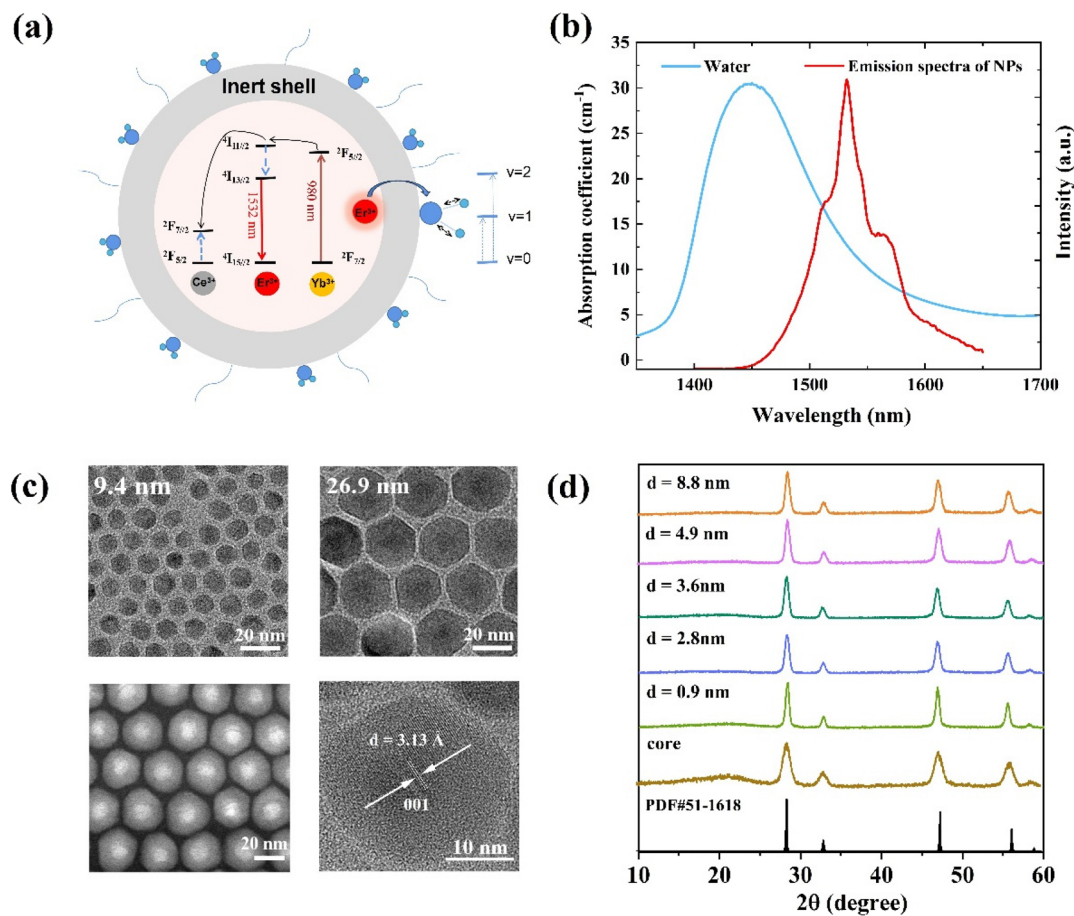 (a)
Inert shell
⁴I₁₁//₂
²F₅//₂
⁴I₁₃//₂
1532 nm
980 nm
Er³⁺
v=2
v=1
v=0
²F₇//₂
²F₅/₂
⁴I₁₅//₂
²F₇/₂
Ce³⁺
Er³⁺
Yb³⁺
(b)
Water
Emission spectra of NPs
Absorption coefficient (cm⁻¹)
35
30
25
20
15
10
5
0
Intensity (a.u.)
1400
1500
1600
1700
Wavelength (nm)
(c)
9.4 nm
20 nm
26.9 nm
20 nm
20 nm
d = 3.13 Å
001
10 nm
(d)
d = 8.8 nm
d = 4.9 nm
d = 3.6nm
d = 2.8nm
d = 0.9 nm
core
PDF#51-1618
10
20
30
40
50
60
2θ (degree)